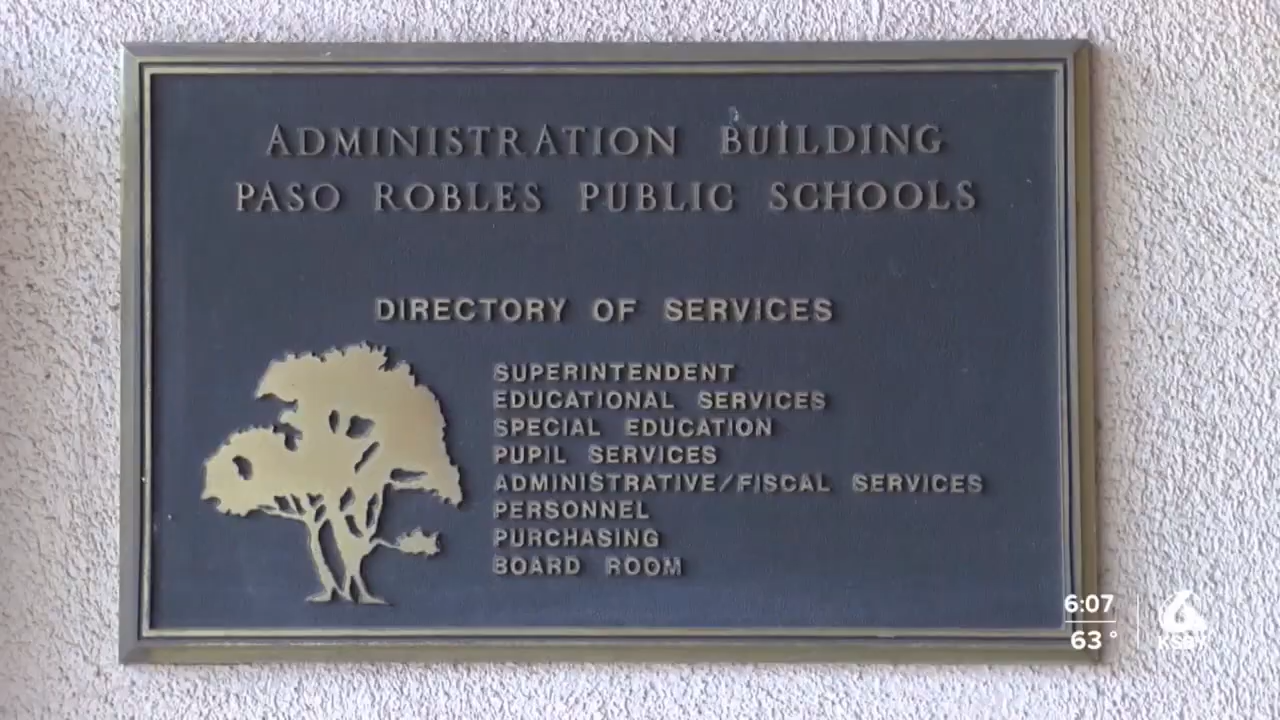 ADMINISTRATION BUILDING
PASO ROBLES PUBLIC SCHOOLS
DIRECTORY OF SERVICES
SUPERINTENDENT
EDUCATIONAL SERVICES
SPECIAL EDUCATION
PUPIL SERVICES
ADMINISTRATIVE/FISCAL SERVICES
PERSONNEL
PURCHASING
BOARD ROOM
6:07
63°
6